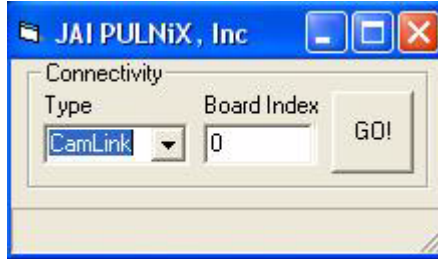 JAI PULNiX, Inc
Connectivity
Type Board Index
CamLink 0 GO!